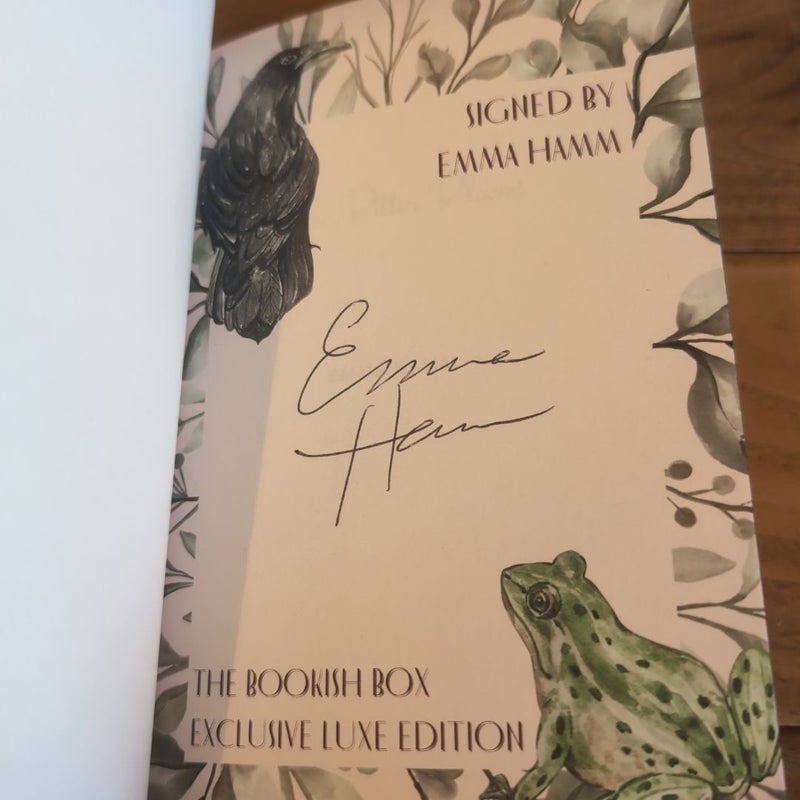 SIGNED BY
EMMA HAMM
Emma
Hamm
THE BOOKISH BOX
EXCLUSIVE LUXE EDITION